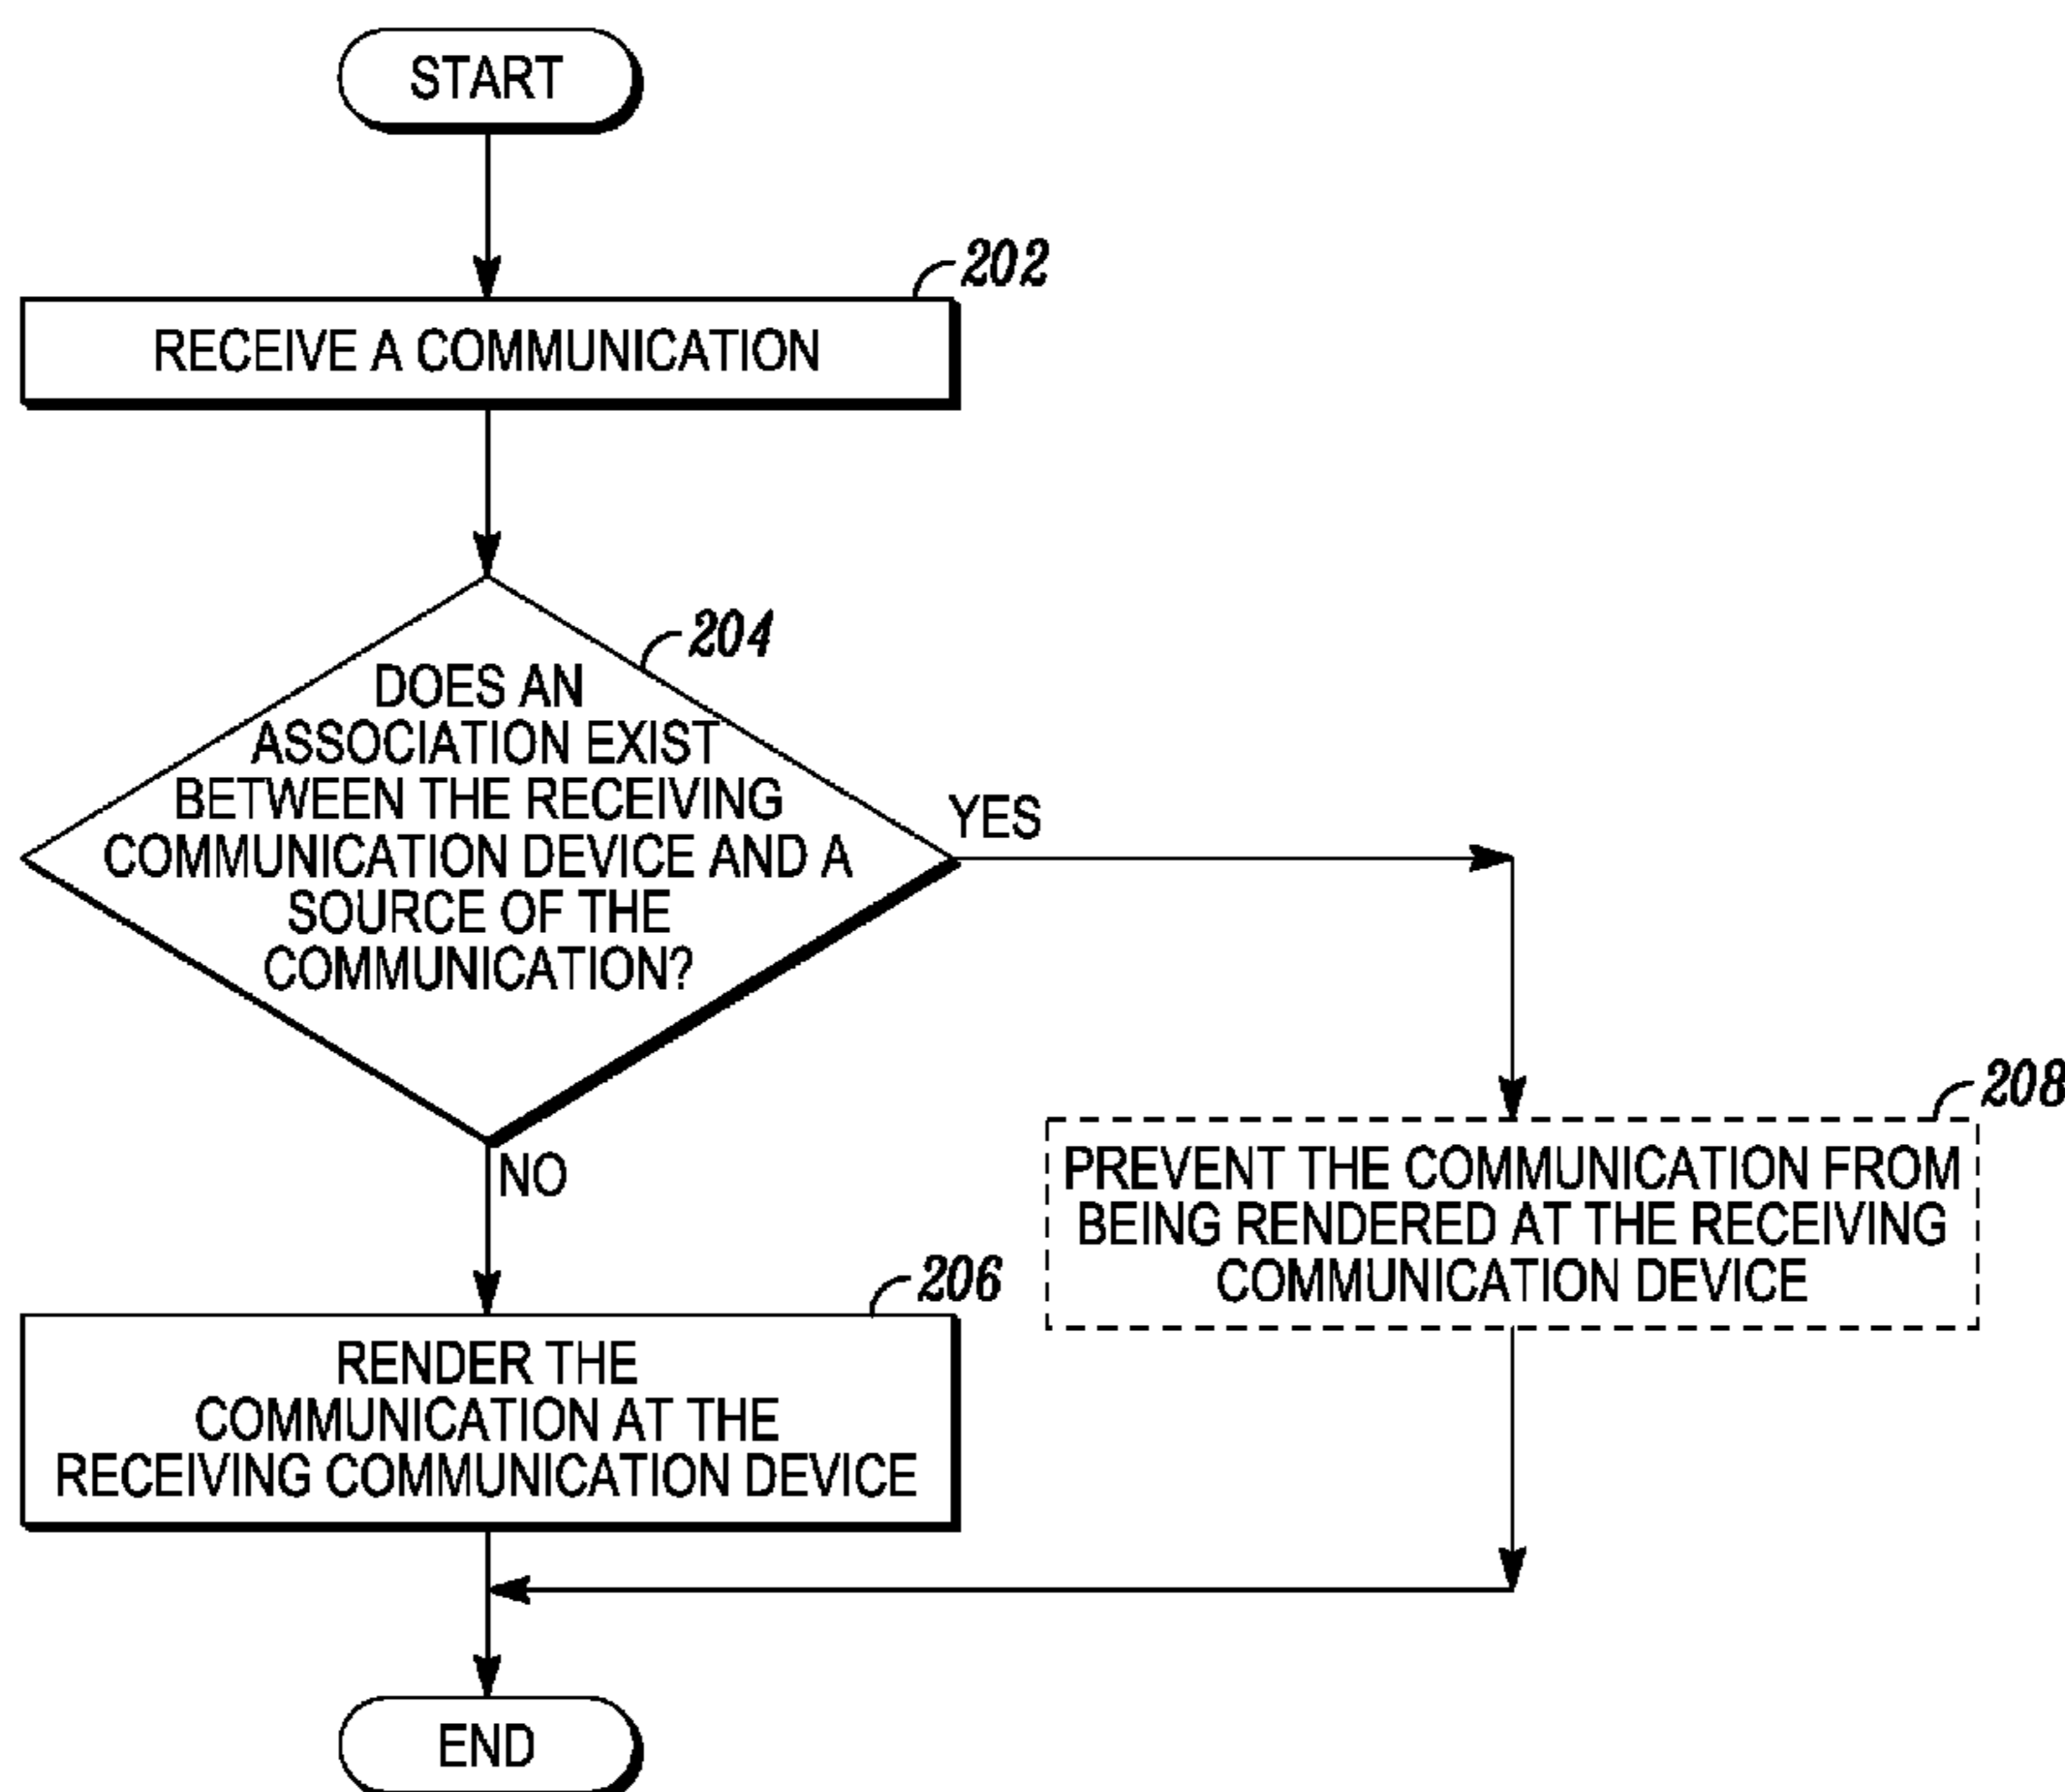 START
202
RECEIVE A COMMUNICATION
204
DOES AN
ASSOCIATION EXIST
BETWEEN THE RECEIVING
COMMUNICATION DEVICE AND A
SOURCE OF THE
COMMUNICATION?
YES
NO
208
PREVENT THE COMMUNICATION FROM
BEING RENDERED AT THE RECEIVING
COMMUNICATION DEVICE
206
RENDER THE
COMMUNICATION AT THE
RECEIVING COMMUNICATION DEVICE
END